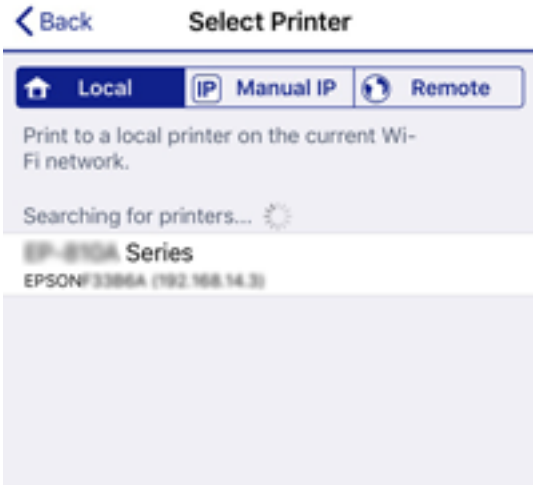 Back Select Printer
Local IP Manual IP Remote
Print to a local printer on the current Wi-
Fi network.
Searching for printers...
Series
EPSON